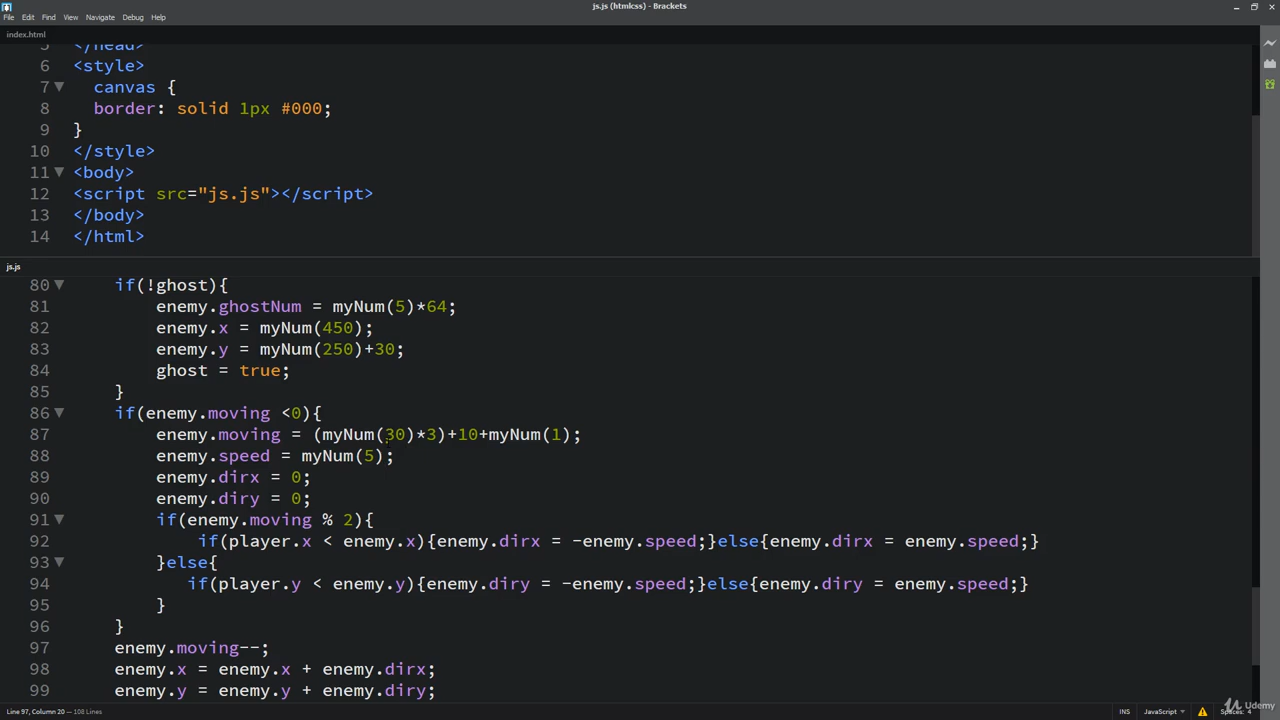 js.js (htmlcss) - Brackets
File Edit Find View Navigate Debug Help
index.html
5 </head>
6 <style>
7 canvas {
8 border: solid 1px #000;
9 }
10 </style>
11 <body>
12 <script src="js.js"></script>
13 </body>
14 </html>
js.js
80 if(!ghost){
81 enemy.ghostNum = myNum(5)*64;
82 enemy.x = myNum(450);
83 enemy.y = myNum(250)+30;
84 ghost = true;
85 }
86 if(enemy.moving <0){
87 enemy.moving = (myNum(30)*3)+10+myNum(1);
88 enemy.speed = myNum(5);
89 enemy.dirx = 0;
90 enemy.diry = 0;
91 if(enemy.moving % 2){
92 if(player.x < enemy.x){enemy.dirx = -enemy.speed;}else{enemy.dirx = enemy.speed;}
93 }else{
94 if(player.y < enemy.y){enemy.diry = -enemy.speed;}else{enemy.diry = enemy.speed;}
95 }
96 }
97 enemy.moving--;
98 enemy.x = enemy.x + enemy.dirx;
99 enemy.y = enemy.y + enemy.diry;
Line 97, Column 20 — 108 Lines
INS JavaScript Spaces: 4
Udemy